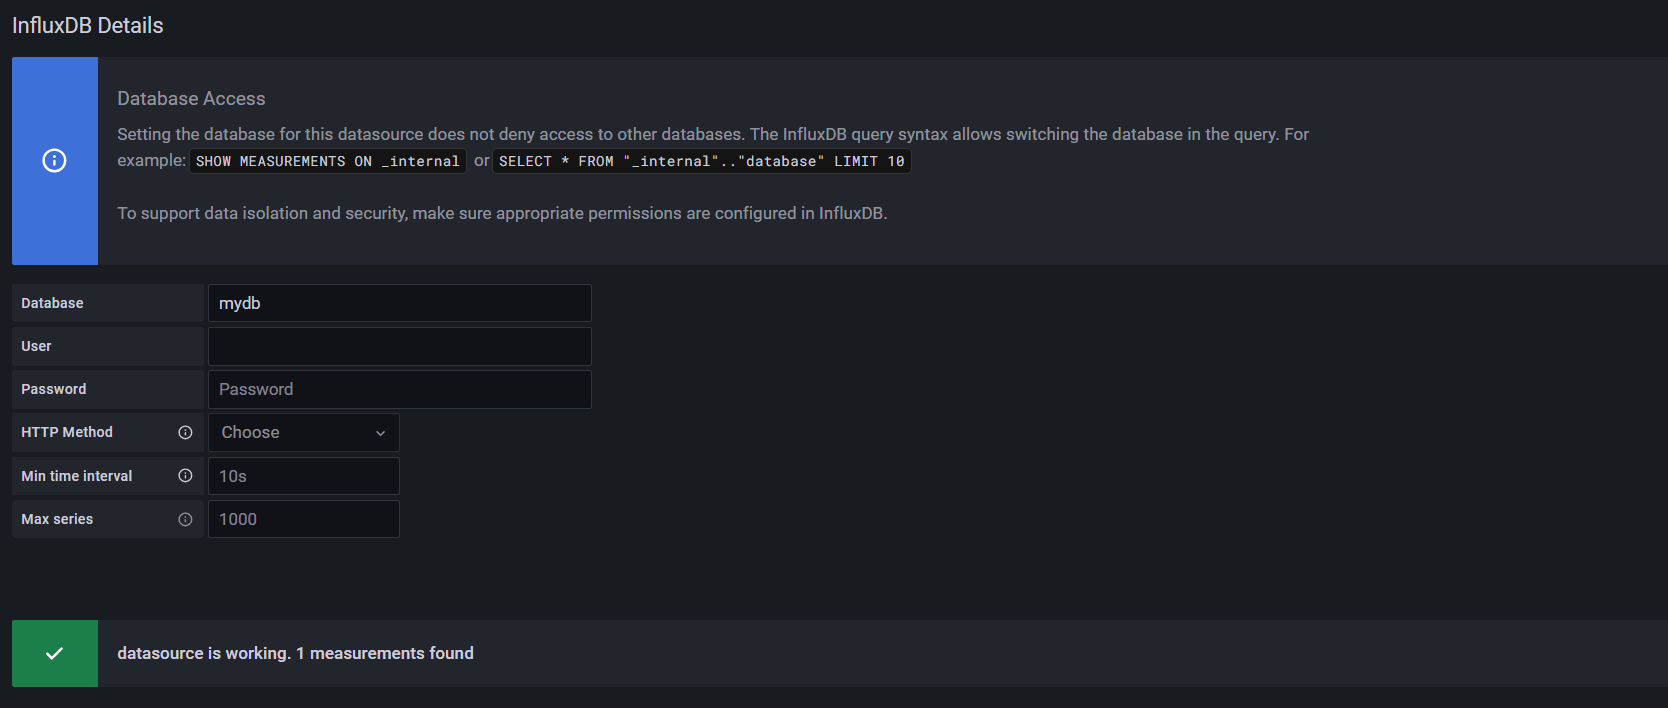 InfluxDB Details
Database Access
Setting the database for this datasource does not deny access to other databases. The InfluxDB query syntax allows switching the database in the query. For
example: SHOW MEASUREMENTS ON _internal or SELECT * FROM "_internal".."database" LIMIT 10
To support data isolation and security, make sure appropriate permissions are configured in InfluxDB.
Database mydb
User
Password Password
HTTP Method Choose
Min time interval 10s
Max series 1000
datasource is working. 1 measurements found